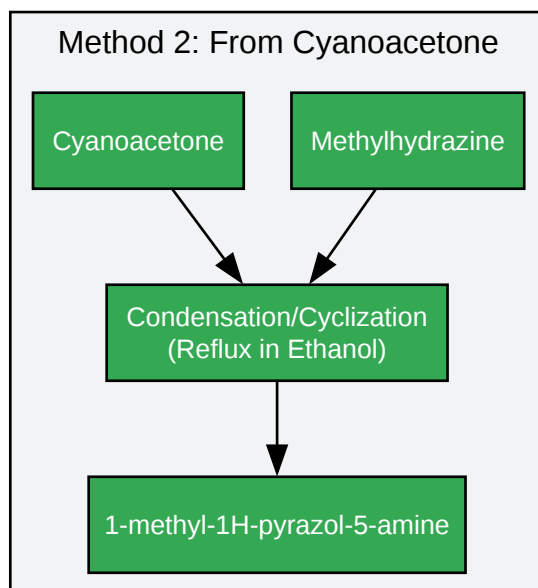 Method 2: From Cyanoacetone
Cyanoacetone
Methylhydrazine
Condensation/Cyclization
(Reflux in Ethanol)
1-methyl-1H-pyrazol-5-amine